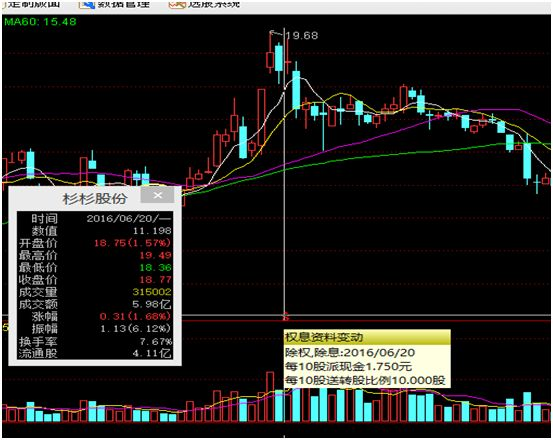 定制版面 数据管理 选股系统
MA60: 15.48
19.68
杉杉股份 ×
时间 2016/06/20/一
数值 11.198
开盘价 18.75(1.57%)
最高价 19.49
最低价 18.36
收盘价 18.77
成交量 315002
成交额 5.98亿
涨幅 0.31(1.68%)
振幅 1.13(6.12%)
换手率 7.67%
流通股 4.11亿
权息资料变动
除权,除息:2016/06/20
每10股派现金1.750元
每10股送转股比例10.000股